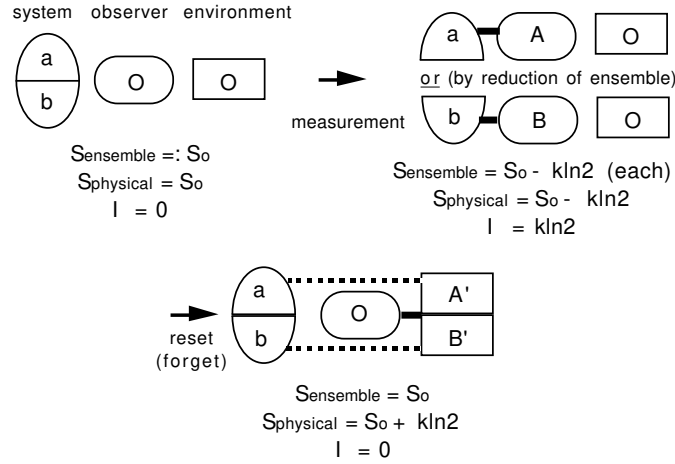 system observer environment
a
b
O
O
measurement
a A O
or (by reduction of ensemble)
b B O
Sensemble =: So
Sphysical = So
I = 0
Sensemble = So - kln2 (each)
Sphysical = So - kln2
I = kln2
reset
(forget)
a
b
O
A'
B'
Sensemble = So
Sphysical = So + kln2
I = 0